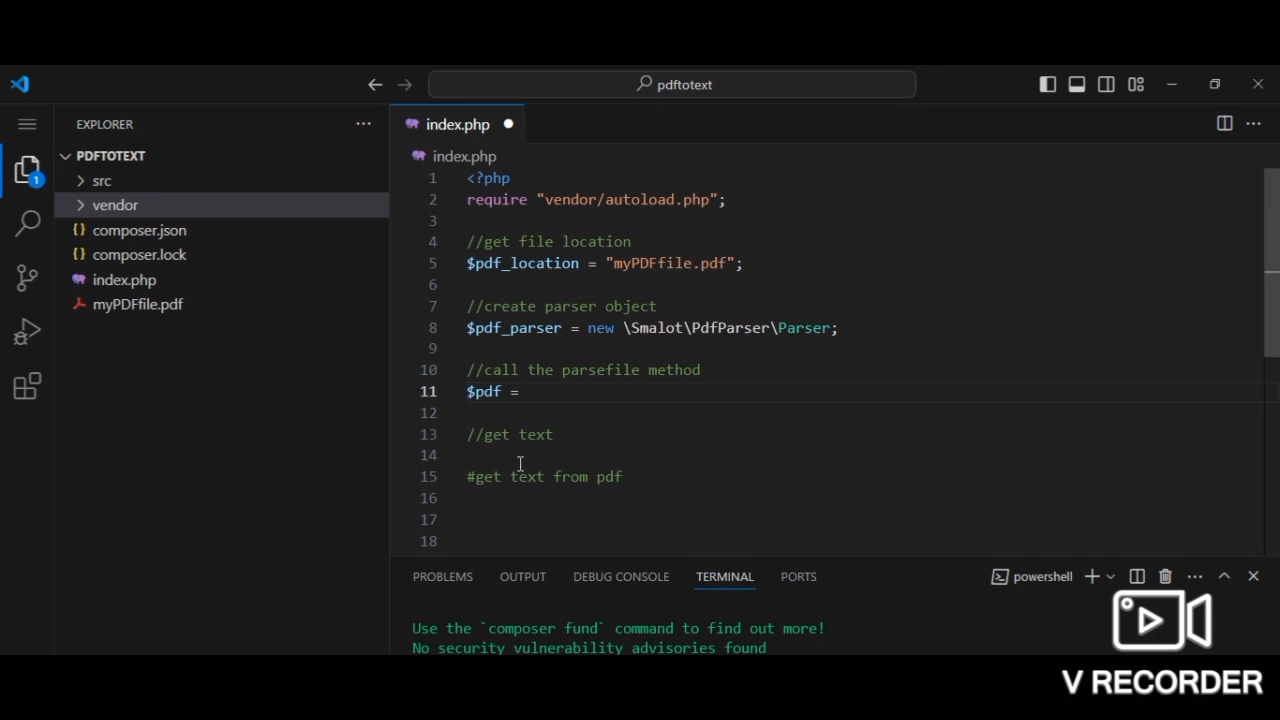 pdftotext
EXPLORER
PDFTOTEXT
src
vendor
composer.json
composer.lock
index.php
myPDFfile.pdf
1
index.php
index.php
1 <?php
2 require "vendor/autoload.php";
3
4 //get file location
5 $pdf_location = "myPDFfile.pdf";
6
7 //create parser object
8 $pdf_parser = new \Smalot\PdfParser\Parser;
9
10 //call the parsefile method
11 $pdf =
12
13 //get text
14
15 #get text from pdf
16
17
18
PROBLEMS OUTPUT DEBUG CONSOLE TERMINAL PORTS powershell
Use the `composer fund` command to find out more!
No security vulnerability advisories found
V RECORDER